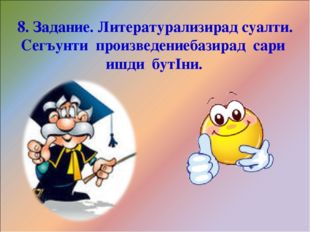 8. Задание. Литературализирад суалти.
Сегъунти произведениебазирад сари
ишди бутIни.